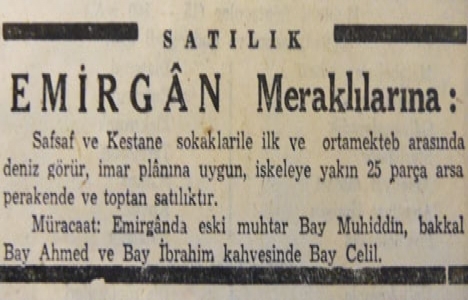 SATILIK
EMİRGÂN Meraklılarına :
Safsaf ve Kestane sokaklarile ilk ve ortamekteb arasında
deniz görür, imar plânına uygun, iskeleye yakın 25 parça arsa
perakende ve toptan satılıktır.
Müracaat: Emirgânda eski muhtar Bay Muhiddin, bakkal
Bay Ahmed ve Bay İbrahim kahvesinde Bay Celil.